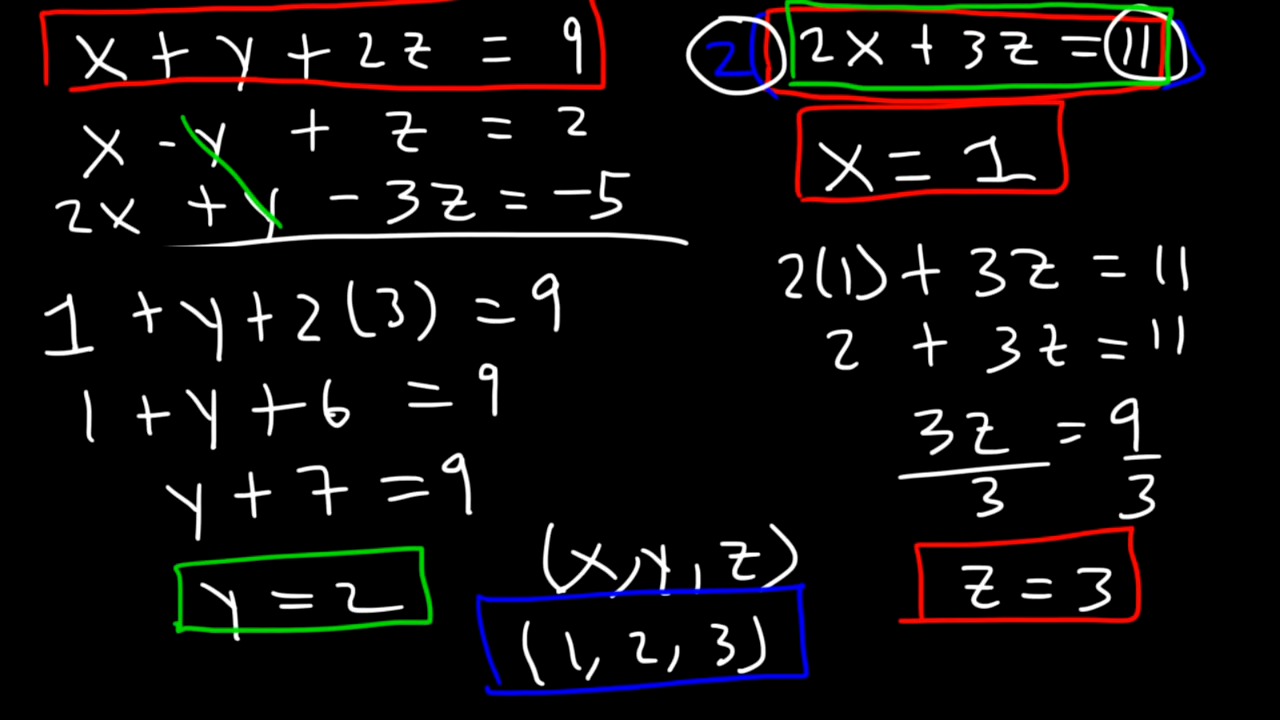 x + y + 2z = 9
x - y + z = 2
2x + y - 3z = -5
1 + y + 2(3) = 9
1 + y + 6 = 9
y + 7 = 9
y = 2
(x, y, z)
(1, 2, 3)
2(2x + 3z = 11)
x = 1
2(1) + 3z = 11
2 + 3z = 11
3z = 9
3 3
z = 3